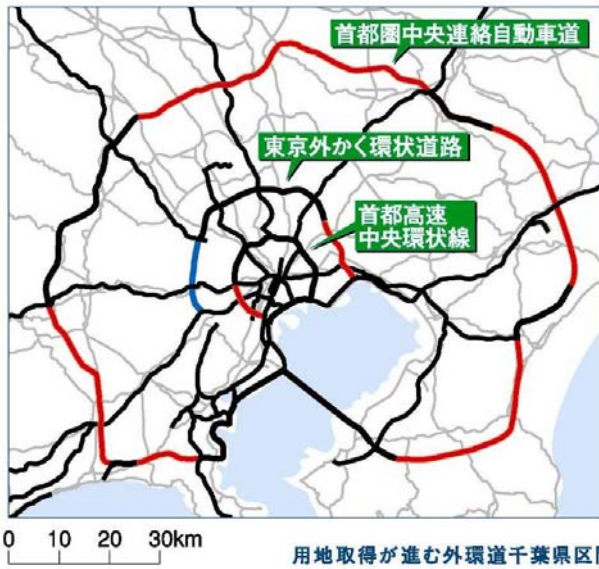 首都圏中央連絡自動車道
東京外かく環状道路
首都高速
中央環状線
0 10 20 30km
用地取得が進む外環道千葉県区